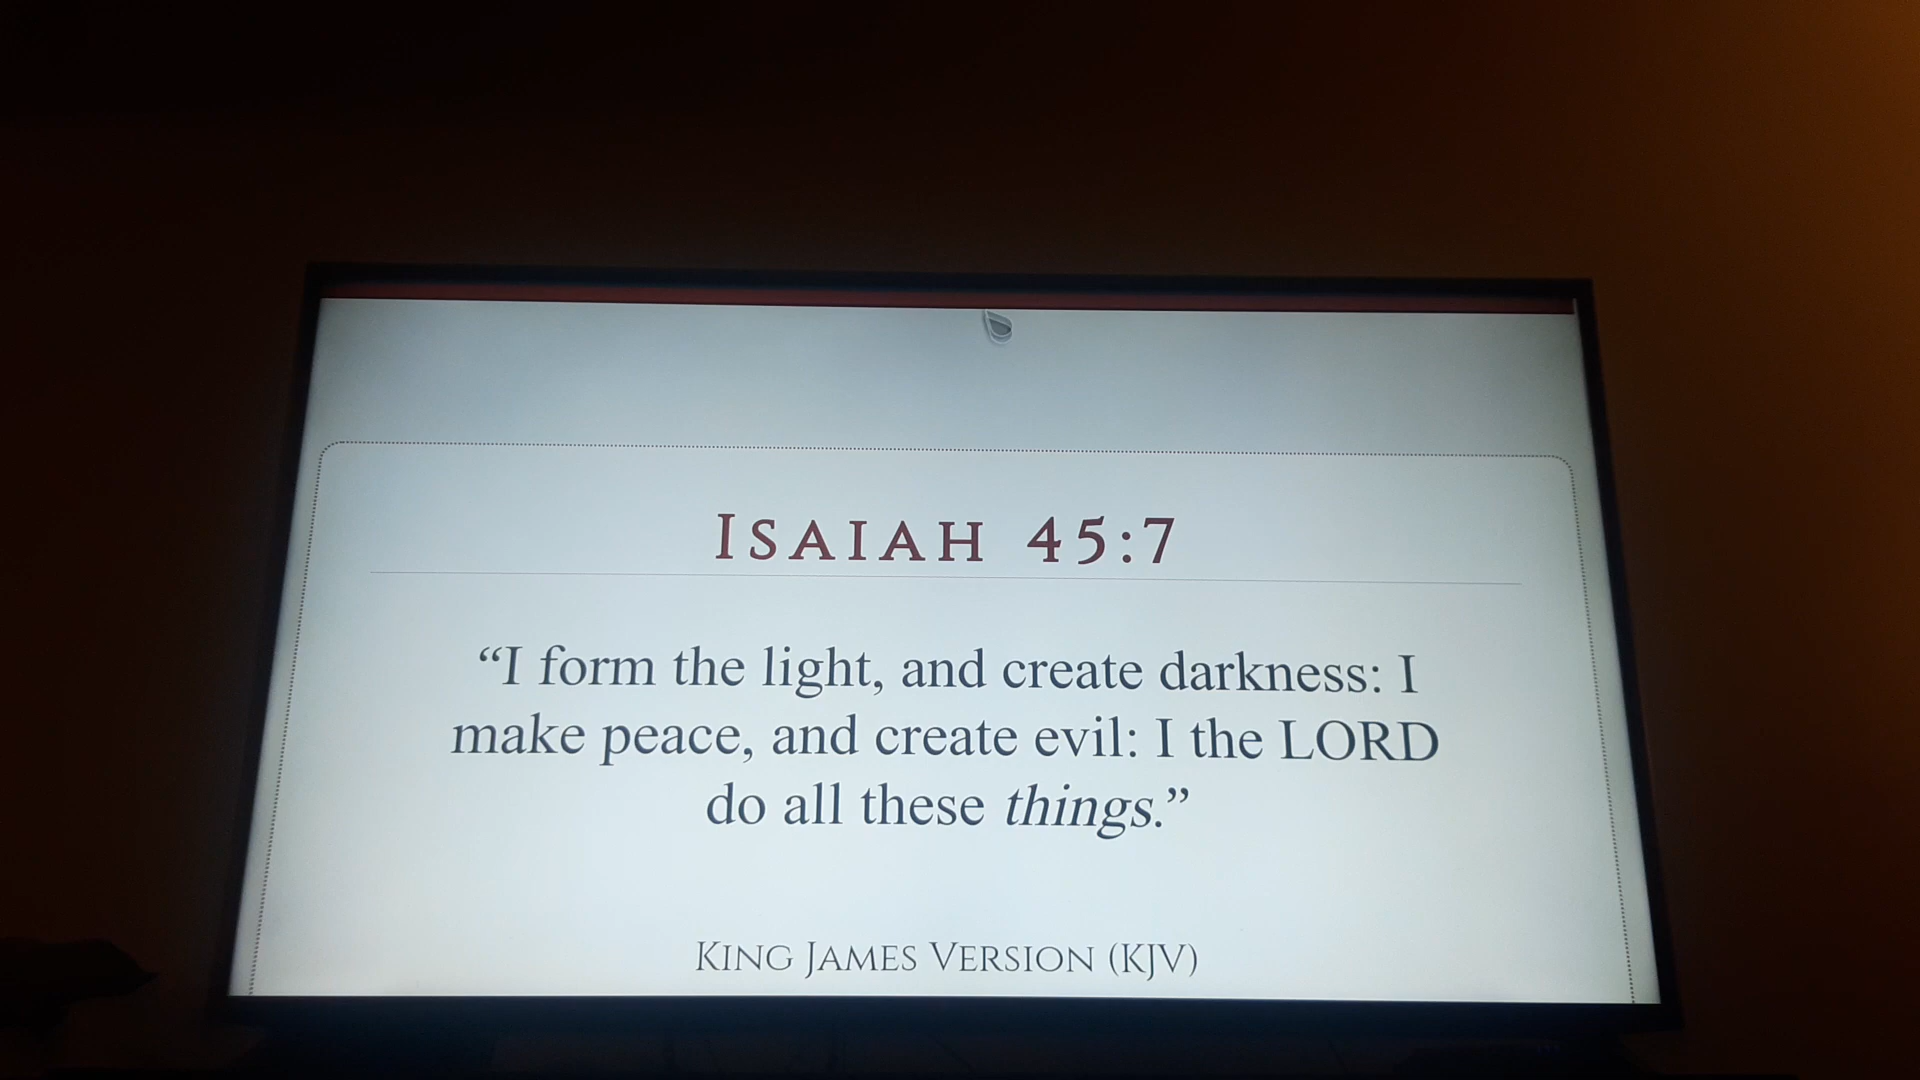 ISAIAH 45:7
“I form the light, and create darkness: I
make peace, and create evil: I the LORD
do all these things.”
KING JAMES VERSION (KJV)